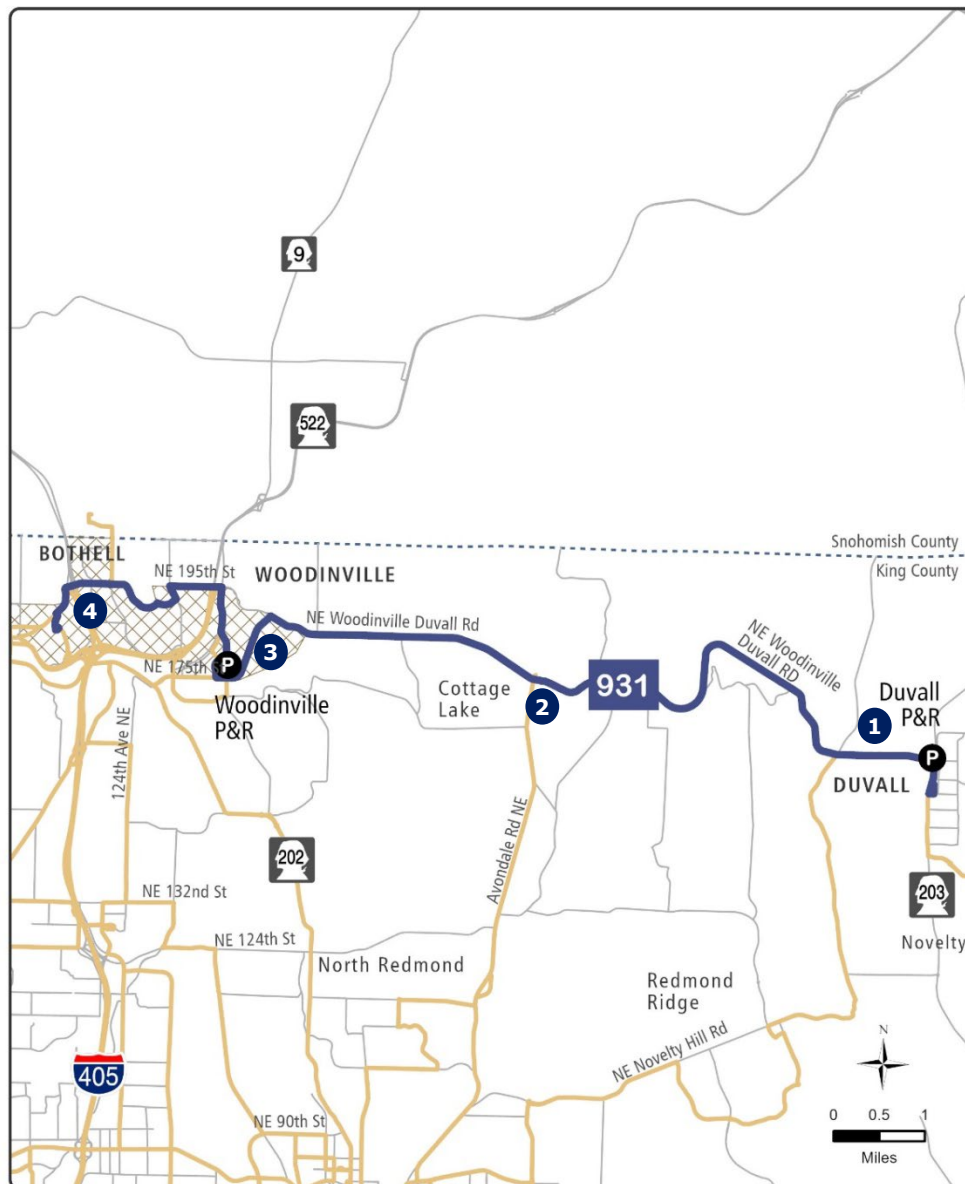 9
522
Snohomish County
King County
BOTHELL
NE 195th St
WOODINVILLE
4
3
NE Woodinville Duvall Rd
NE 175th St
P
Woodinville
P&R
Cottage
Lake
2
931
NE Woodinville
Duvall RD
1
Duvall
P&R
P
DUVALL
124th Ave NE
Avondale Rd NE
202
203
NE 132nd St
NE 124th St
Novelty
North Redmond
Redmond
Ridge
NE Novelty Hill Rd
405
NE 90th St
N
0 0.5 1
Miles